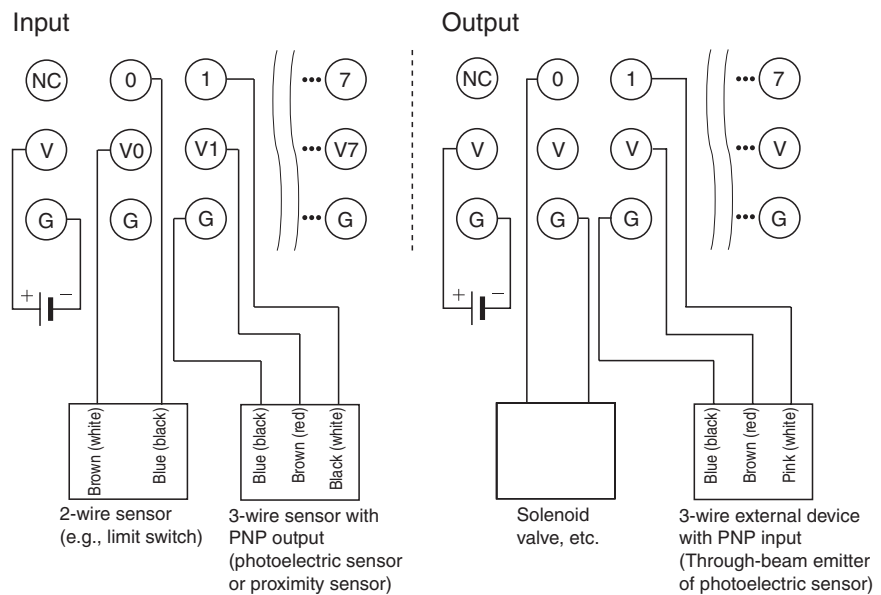 Input
Output
NC 0 1 ••• 7
NC 0 1 ••• 7
V V0 V1 ••• V7
V V V ••• V
G G G ••• G
G G G ••• G
+ −
+ −
Brown (white)
Blue (black)
Blue (black)
Brown (red)
Black (white)
Blue (black)
Brown (red)
Pink (white)
2-wire sensor
(e.g., limit switch)
3-wire sensor with
PNP output
(photoelectric sensor
or proximity sensor)
Solenoid
valve, etc.
3-wire external device
with PNP input
(Through-beam emitter
of photoelectric sensor)